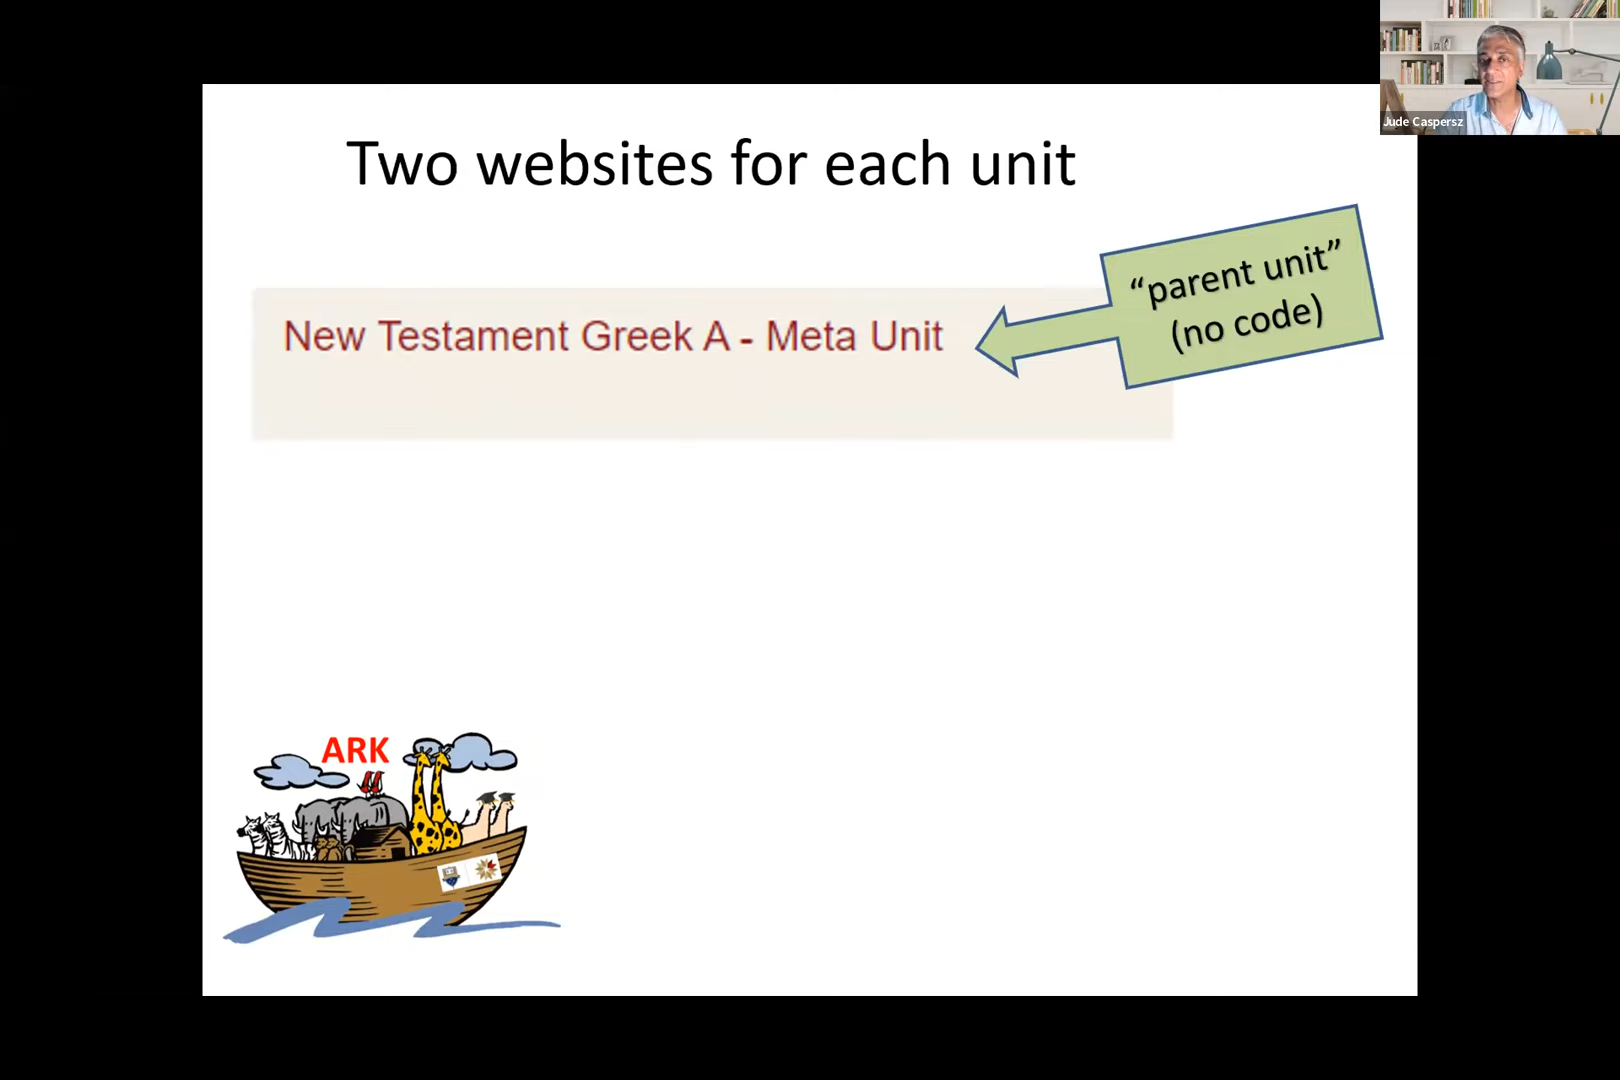 Jude Caspersz
Two websites for each unit
“parent unit”
(no code)
New Testament Greek A - Meta Unit
ARK